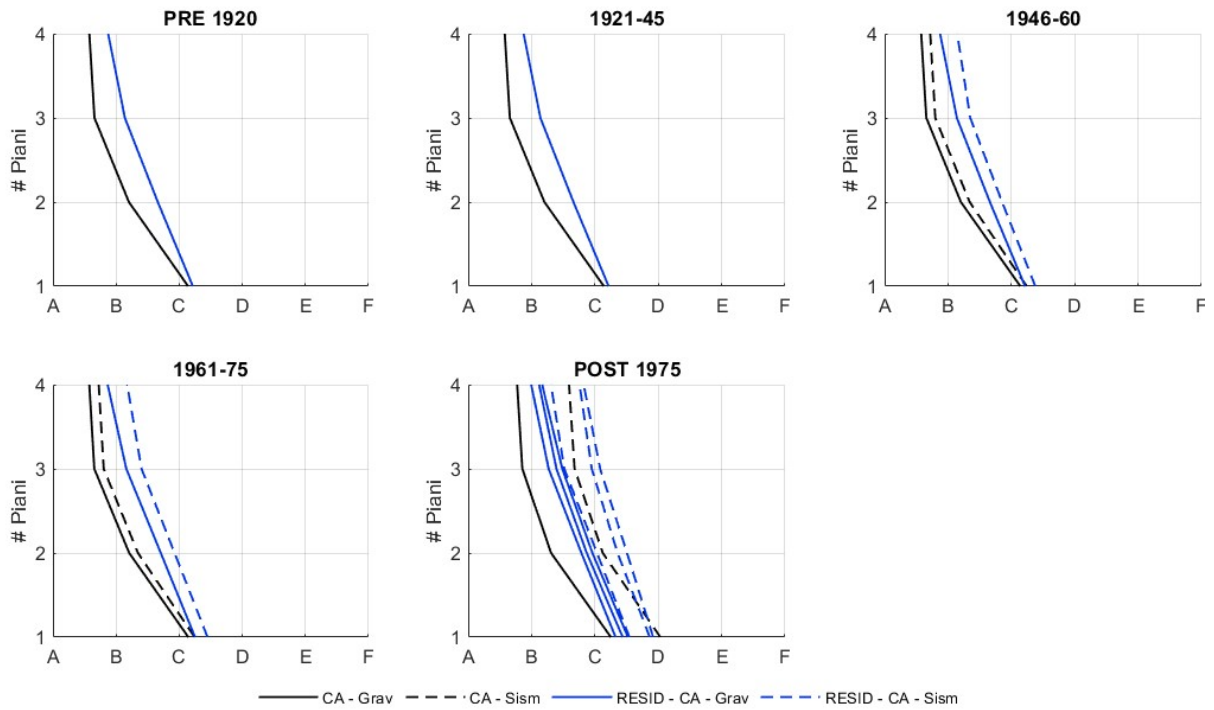 PRE 1920
1921-45
1946-60
4
3
2
1
# Piani
A B C D E F
4
3
2
1
# Piani
A B C D E F
4
3
2
1
# Piani
A B C D E F
1961-75
POST 1975
4
3
2
1
# Piani
A B C D E F
4
3
2
1
# Piani
A B C D E F
CA - Grav CA - Sism RESID - CA - Grav RESID - CA - Sism